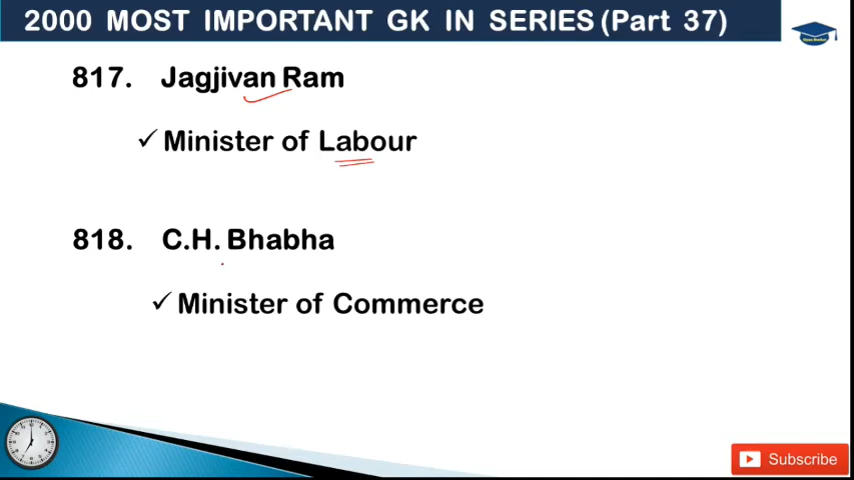 2000 MOST IMPORTANT GK IN SERIES (Part 37)
817. Jagjivan Ram
✓ Minister of Labour
818. C.H. Bhabha
✓ Minister of Commerce
Subscribe